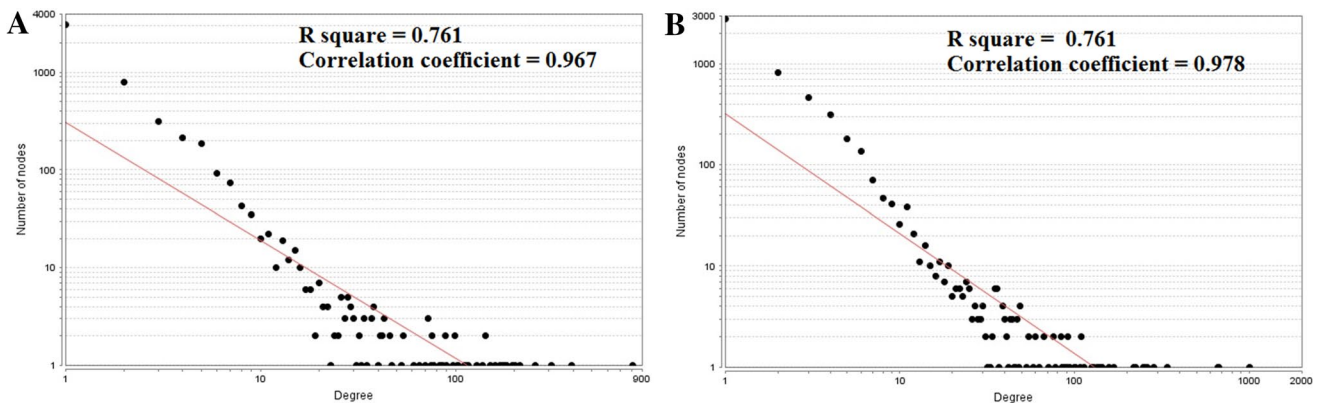 A
R square = 0.761
Correlation coefficient = 0.967
4000
1000
100
10
1
Number of nodes
1
10
100
900
Degree
B
R square = 0.761
Correlation coefficient = 0.978
3000
1000
100
10
1
Number of nodes
1
10
100
1000
2000
Degree